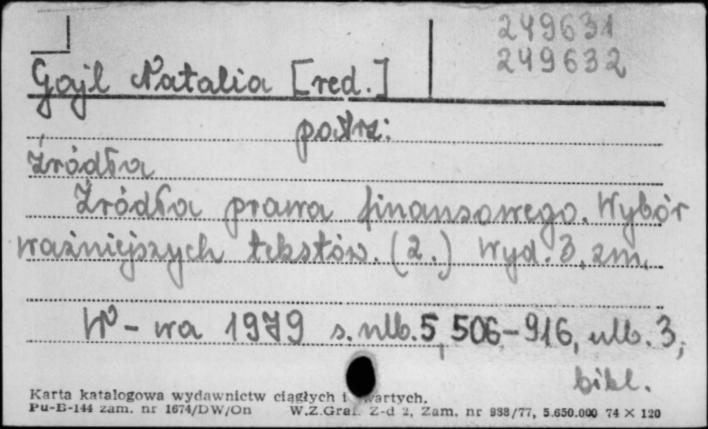 249631
249632
Gajl Natalia [red.]
patrz:
Źródła
Źródła prawa finansowego. Wybór
ważniejszych tekstów. (2.) Wyd. 3, zm.
W-wa 1979 s. nlb. 5, 506-916, nlb. 3,
bibl.
Karta katalogowa wydawnictw ciągłych i wartych.
Pu-B-144 zam. nr 1674/DW/On W.Z.Graf. Z-d 2, Zam. nr 938/77, 5.650.000 74 X 120